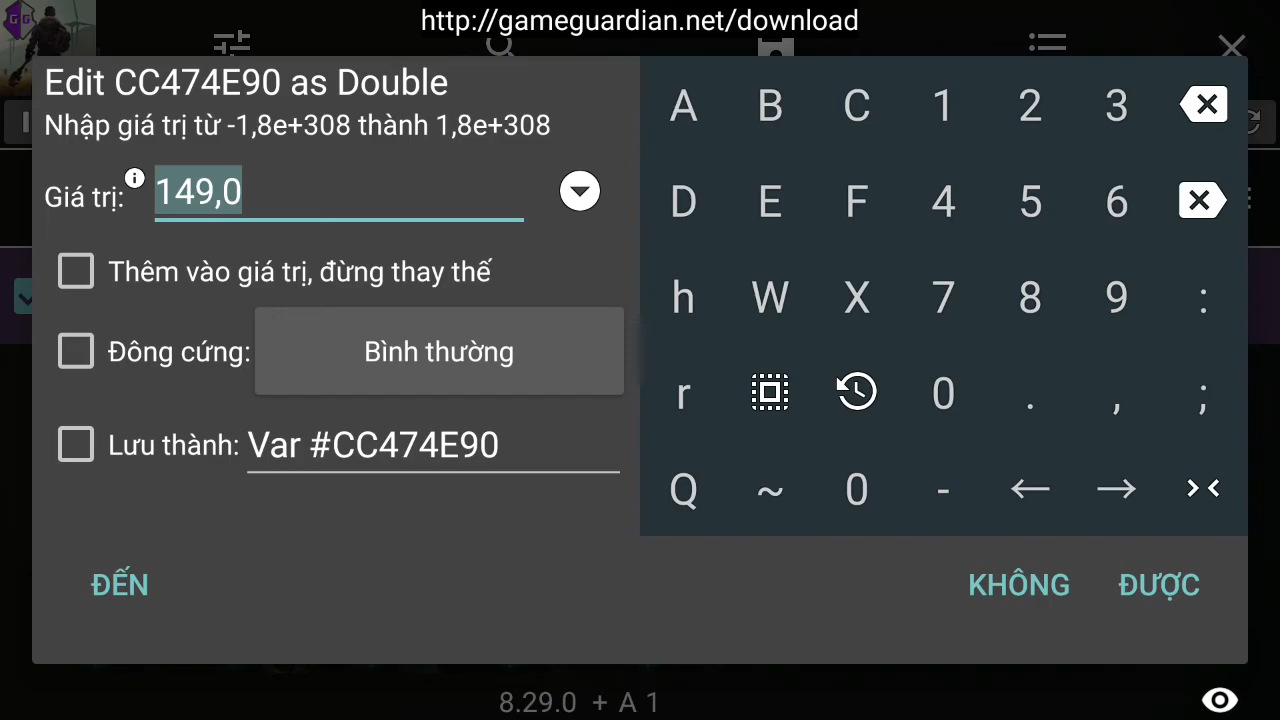 http://gameguardian.net/download
Edit CC474E90 as Double
Nhập giá trị từ -1,8e+308 thành 1,8e+308
Giá trị: 149,0
Thêm vào giá trị, đừng thay thế
Đông cứng: Bình thường
Lưu thành: Var #CC474E90
A B C 1 2 3
D E F 4 5 6
h W X 7 8 9 :
r 0 . , ;
Q ~ 0 - ← →
ĐẾN KHÔNG ĐƯỢC
8.29.0 + A 1